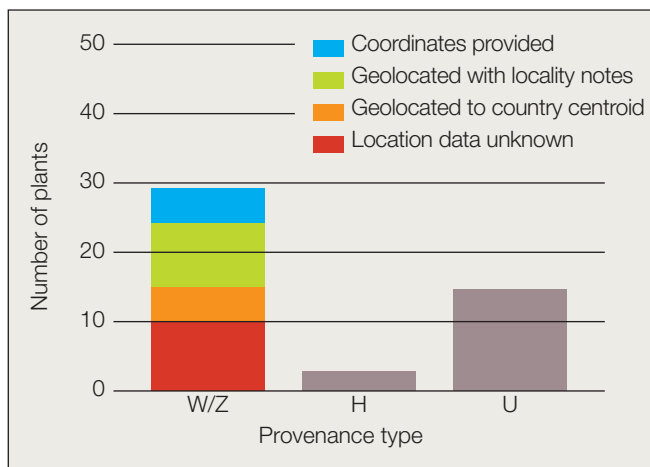 50
40
30
20
10
0
Number of plants
Coordinates provided
Geolocated with locality notes
Geolocated to country centroid
Location data unknown
W/Z H U
Provenance type